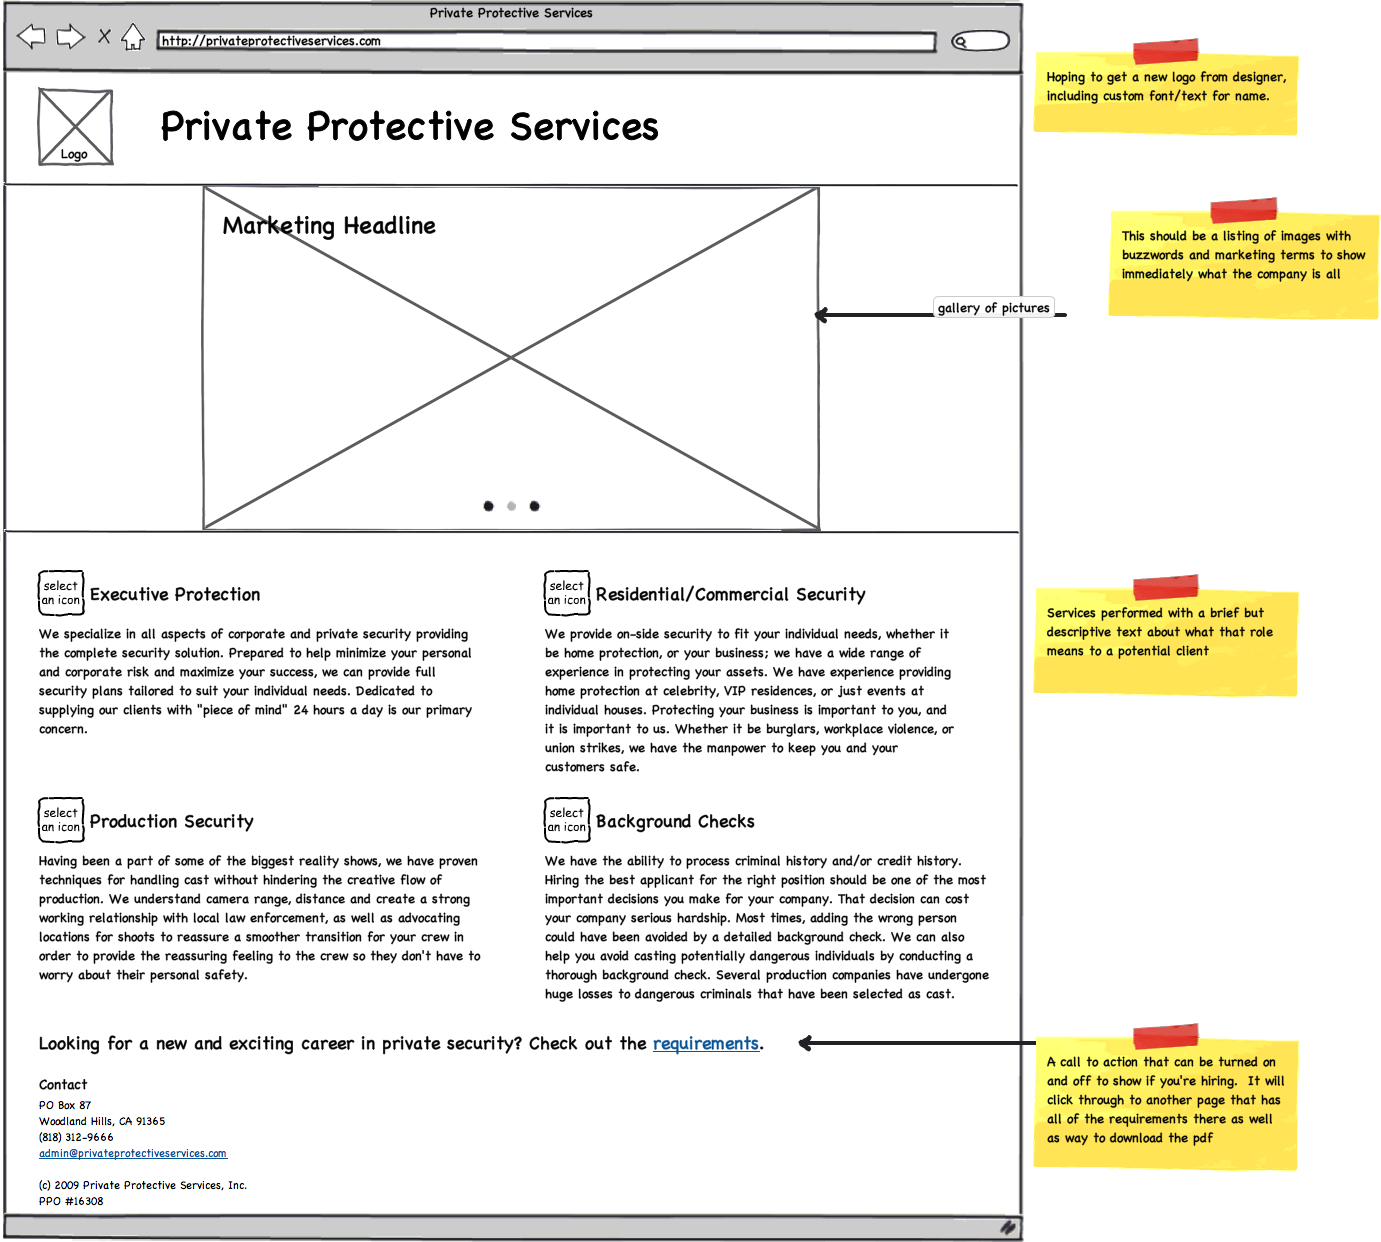 Private Protective Services
http://privateprotectiveservices.com
Logo
Private Protective Services
Hoping to get a new logo from designer,
including custom font/text for name.
Marketing Headline
This should be a listing of images with
buzzwords and marketing terms to show
immediately what the company is all
gallery of pictures
select
an icon
Executive Protection
We specialize in all aspects of corporate and private security providing
the complete security solution. Prepared to help minimize your personal
and corporate risk and maximize your success, we can provide full
security plans tailored to suit your individual needs. Dedicated to
supplying our clients with "piece of mind" 24 hours a day is our primary
concern.
select
an icon
Residential/Commercial Security
We provide on-side security to fit your individual needs, whether it
be home protection, or your business; we have a wide range of
experience in protecting your assets. We have experience providing
home protection at celebrity, VIP residences, or just events at
individual houses. Protecting your business is important to you, and
it is important to us. Whether it be burglars, workplace violence, or
union strikes, we have the manpower to keep you and your
customers safe.
Services performed with a brief but
descriptive text about what that role
means to a potential client
select
an icon
Production Security
Having been a part of some of the biggest reality shows, we have proven
techniques for handling cast without hindering the creative flow of
production. We understand camera range, distance and create a strong
working relationship with local law enforcement, as well as advocating
locations for shoots to reassure a smoother transition for your crew in
order to provide the reassuring feeling to the crew so they don't have to
worry about their personal safety.
select
an icon
Background Checks
We have the ability to process criminal history and/or credit history.
Hiring the best applicant for the right position should be one of the most
important decisions you make for your company. That decision can cost
your company serious hardship. Most times, adding the wrong person
could have been avoided by a detailed background check. We can also
help you avoid casting potentially dangerous individuals by conducting a
thorough background check. Several production companies have undergone
huge losses to dangerous criminals that have been selected as cast.
Looking for a new and exciting career in private security? Check out the requirements.
A call to action that can be turned on
and off to show if you're hiring. It will
click through to another page that has
all of the requirements there as well
as way to download the pdf
Contact
PO Box 87
Woodland Hills, CA 91365
(818) 312-9666
admin@privateprotectiveservices.com
(c) 2009 Private Protective Services, Inc.
PPO #16308